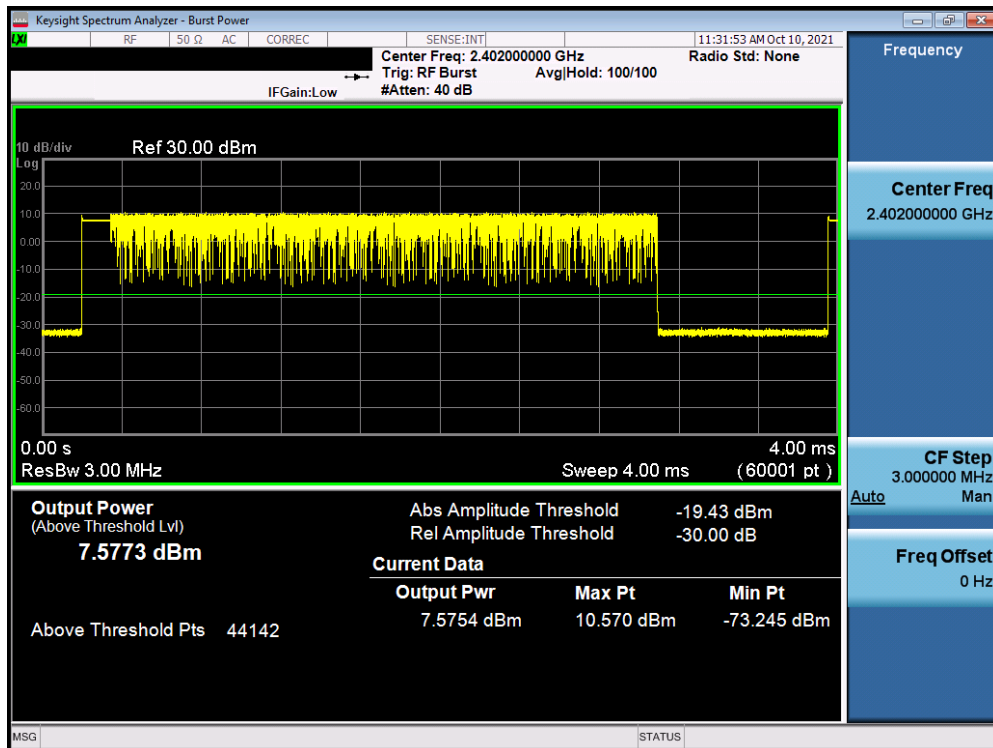 Keysight Spectrum Analyzer - Burst Power
LXI RF 50 Ω AC CORREC SENSE:INT 11:31:53 AM Oct 10, 2021
Center Freq: 2.402000000 GHz Radio Std: None
Trig: RF Burst Avg|Hold: 100/100
IFGain:Low #Atten: 40 dB
Frequency
10 dB/div Ref 30.00 dBm
Log
20.0
10.0
0.00
-10.0
-20.0
-30.0
-40.0
-50.0
-60.0
0.00 s 4.00 ms
ResBw 3.00 MHz Sweep 4.00 ms (60001 pt )
Output Power
(Above Threshold Lvl)
7.5773 dBm
Above Threshold Pts 44142
Abs Amplitude Threshold -19.43 dBm
Rel Amplitude Threshold -30.00 dB
Current Data
Output Pwr Max Pt Min Pt
7.5754 dBm 10.570 dBm -73.245 dBm
Center Freq
2.402000000 GHz
CF Step
3.000000 MHz
Auto Man
Freq Offset
0 Hz
MSG STATUS